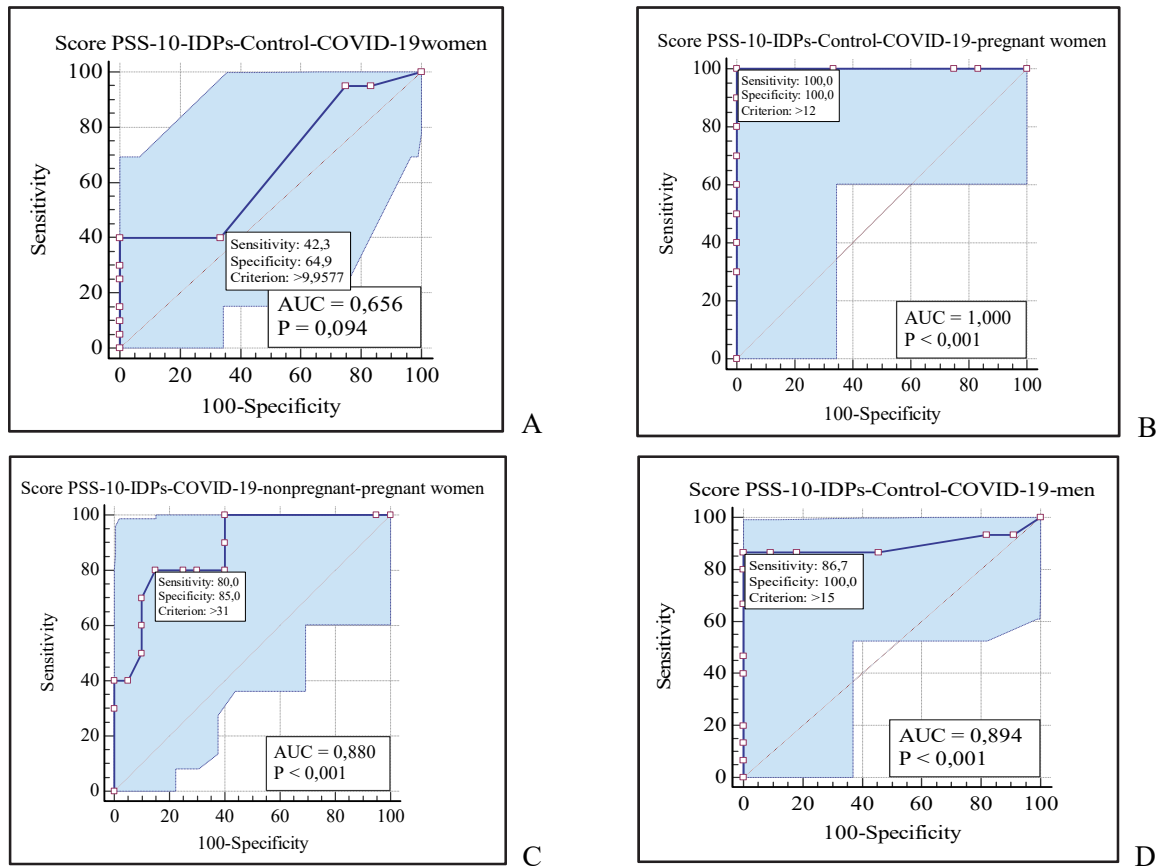 Score PSS-10-IDPs-Control-COVID-19women
100
80
60
40
20
0
Sensitivity
Sensitivity: 42,3
Specificity: 64,9
Criterion: >9,9577
AUC = 0,656
P = 0,094
0 20 40 60 80 100
100-Specificity
A
Score PSS-10-IDPs-Control-COVID-19-pregnant women
100
80
60
40
20
0
Sensitivity
Sensitivity: 100,0
Specificity: 100,0
Criterion: >12
AUC = 1,000
P < 0,001
0 20 40 60 80 100
100-Specificity
B
Score PSS-10-IDPs-COVID-19-nonpregnant-pregnant women
100
80
60
40
20
0
Sensitivity
Sensitivity: 80,0
Specificity: 85,0
Criterion: >31
AUC = 0,880
P < 0,001
0 20 40 60 80 100
100-Specificity
C
Score PSS-10-IDPs-Control-COVID-19-men
100
80
60
40
20
0
Sensitivity
Sensitivity: 86,7
Specificity: 100,0
Criterion: >15
AUC = 0,894
P < 0,001
0 20 40 60 80 100
100-Specificity
D